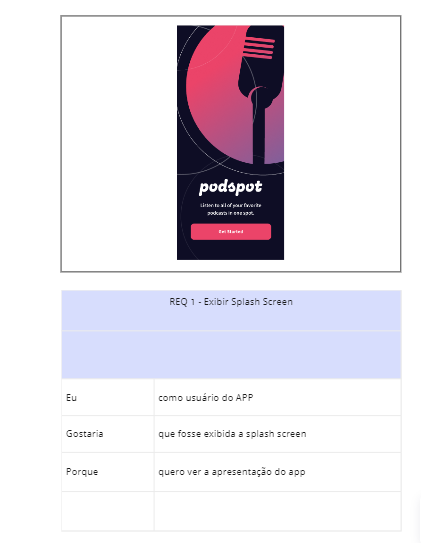 podspot
Listen to all of your favorite
podcasts in one spot.
Get Started
REQ 1 - Exibir Splash Screen
Eu como usuário do APP
Gostaria que fosse exibida a splash screen
Porque quero ver a apresentação do app